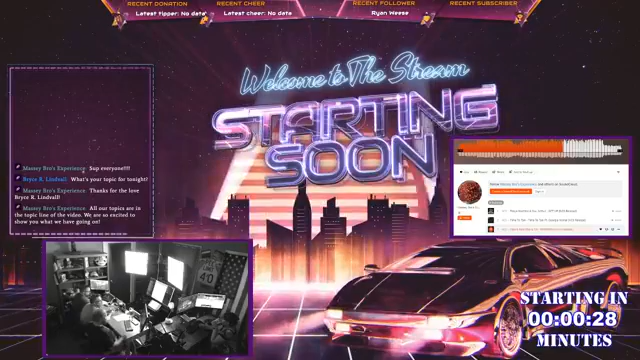 RECENT DONATION
RECENT CHEER
RECENT FOLLOWER
RECENT SUBSCRIBER
Latest tipper: No data
Latest cheer: No data
Ryan Weese
Welcome to The Stream
STARTING
SOON
Massey Bro's Experience: Sup everyone!!!!
Bryce R. Lindvall: What's your topic for tonight?
Massey Bro's Experience: Thanks for the love
Bryce R. Lindvall!
Massey Bro's Experience: All our topics are in
the topic line of the video. We are so excited to
show you what we have going on!
40
STARTING IN
00:00:28
MINUTES